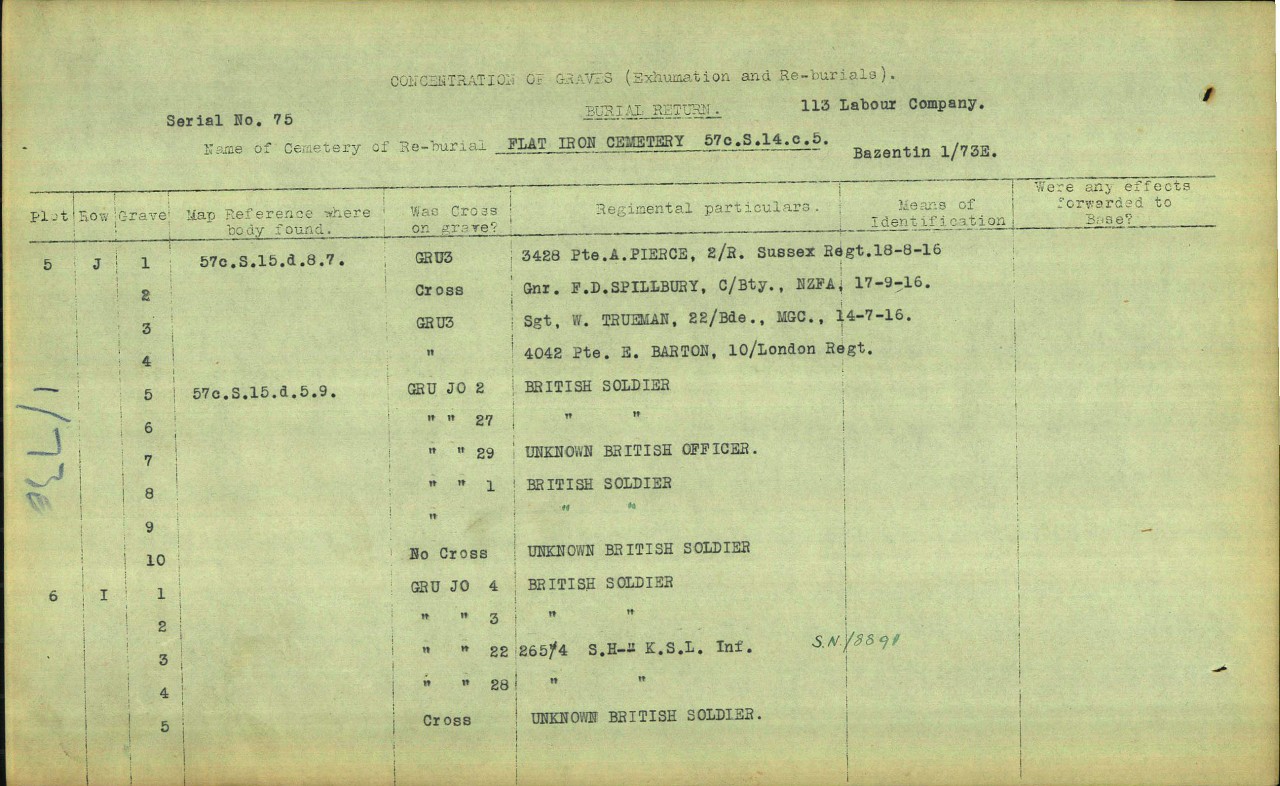 CONCENTRATION OF GRAVES (Exhumation and Re-burials).
BURIAL RETURN. 113 Labour Company.
Serial No. 75
Name of Cemetery of Re-burial FLAT IRON CEMETERY 57c.S.14.c.5.
Bazentin 1/73E.
Plot Row Grave Map Reference where body found. Was Cross on grave? Regimental particulars. Means of Identification Were any effects forwarded to Base?
5 J 1 57c.S.15.d.8.7. GRU3 3428 Pte.A.PIERCE, 2/R. Sussex Regt.18-8-16
2 Cross Gnr. F.D.SPILLBURY, C/Bty., NZFA, 17-9-16.
3 GRU3 Sgt, W. TRUEMAN, 22/Bde., MGC., 14-7-16.
4 " 4042 Pte. E. BARTON, 10/London Regt.
5 57c.S.15.d.5.9. GRU JO 2 BRITISH SOLDIER
6 " " 27 " "
7 " " 29 UNKNOWN BRITISH OFFICER.
8 " " 1 BRITISH SOLDIER
9 " " "
10 No Cross UNKNOWN BRITISH SOLDIER
6 I 1 GRU JO 4 BRITISH SOLDIER
2 " " 3 " "
3 " " 22 265/4 S.H-" K.S.L. Inf. S.N./8891
4 " " 28 " "
5 Cross UNKNOWN BRITISH SOLDIER.
1/73e